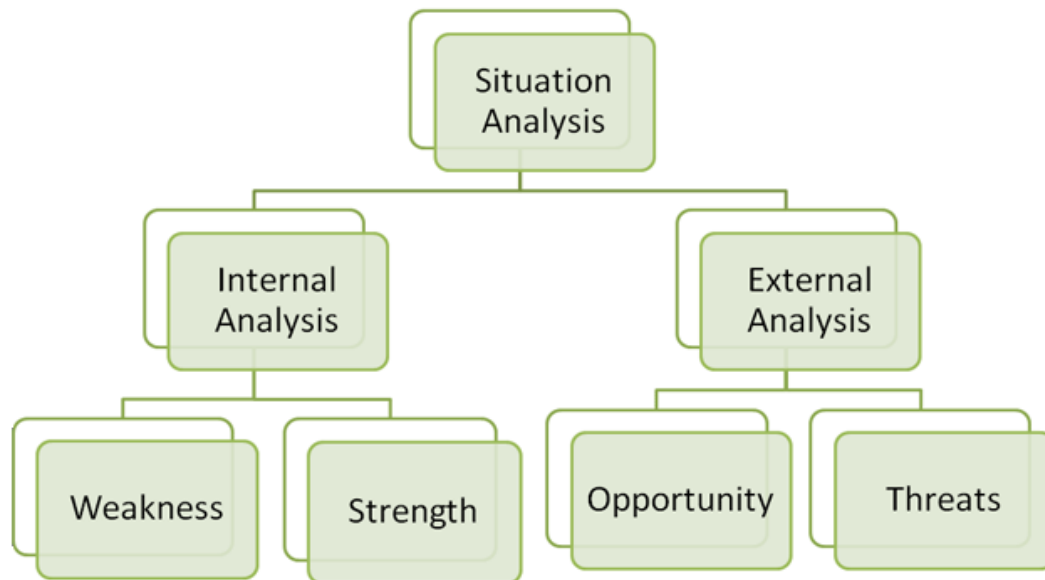 Situation
Analysis
Internal
Analysis
External
Analysis
Weakness
Strength
Opportunity
Threats